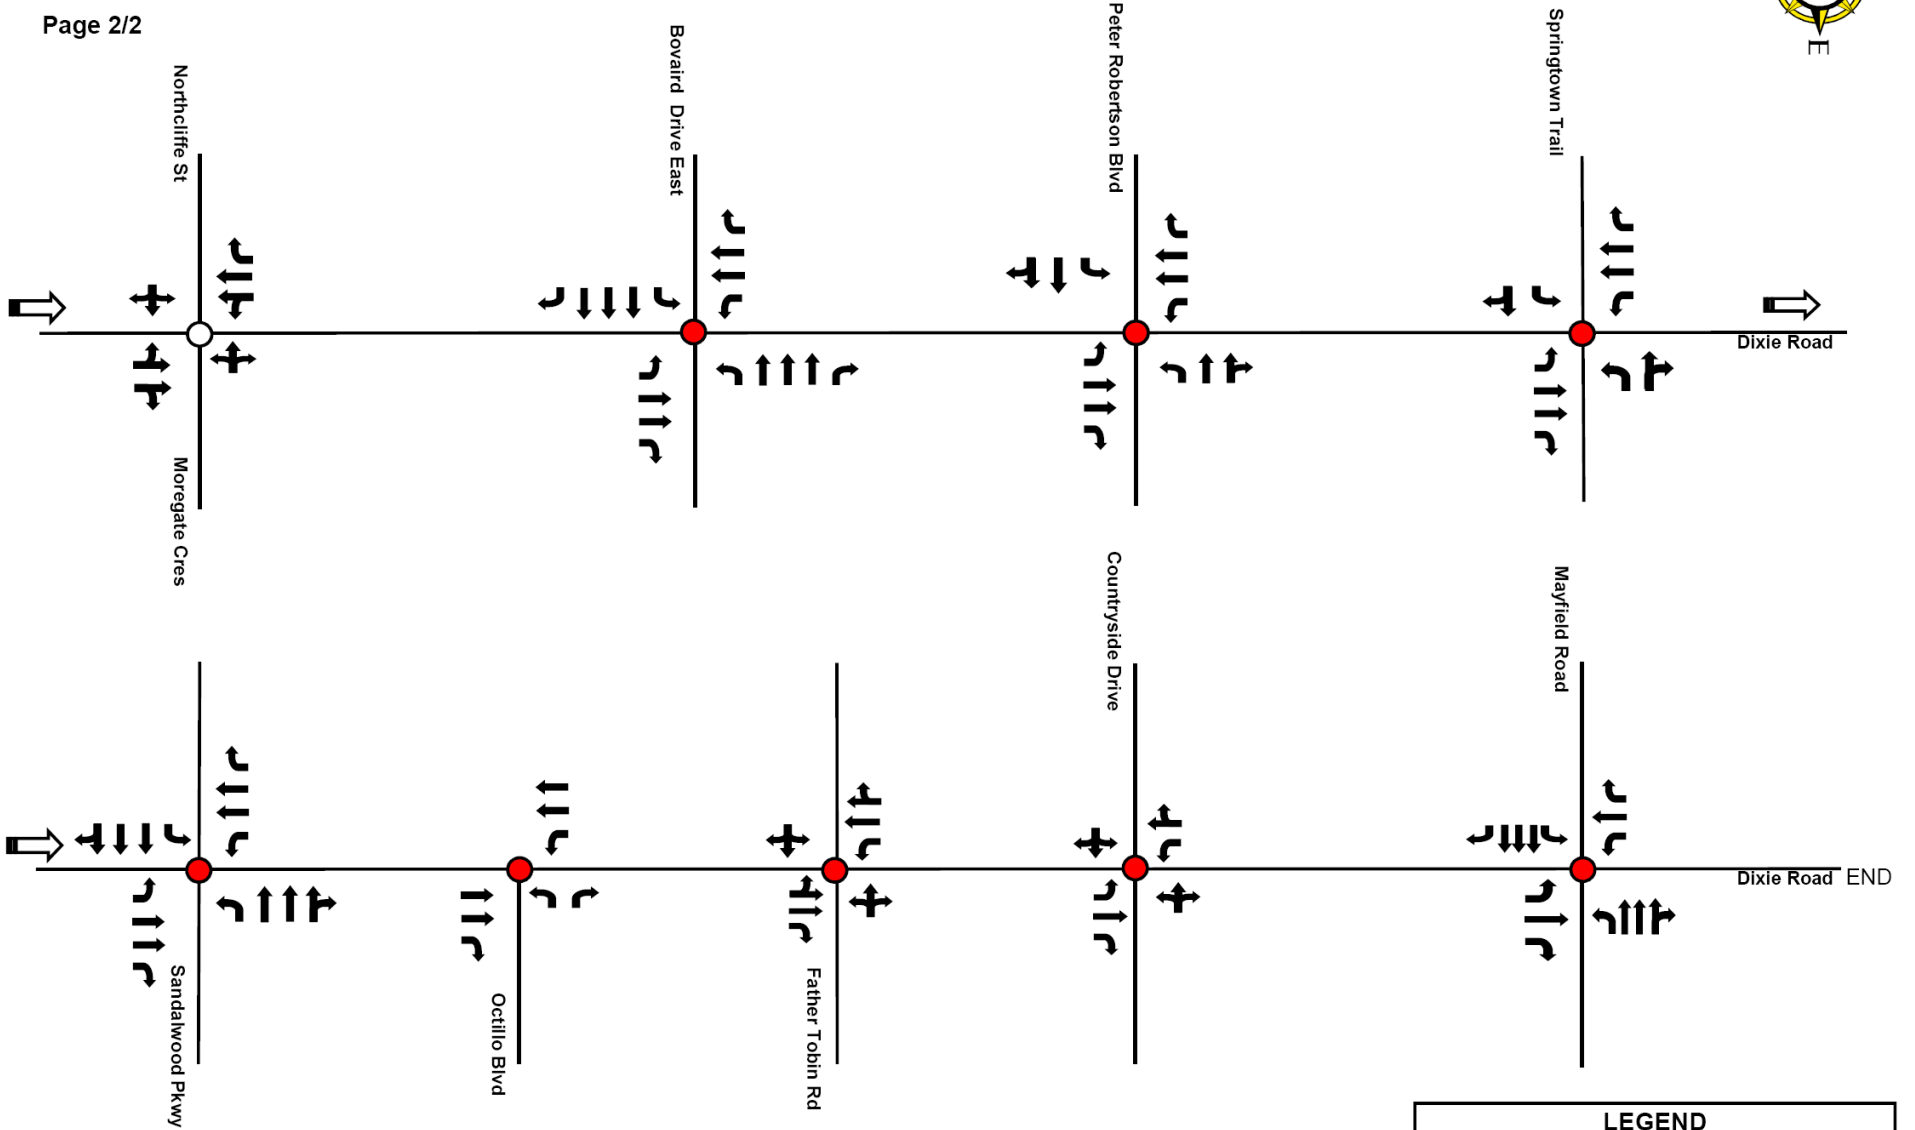 Page 2/2
E
Northcliffe St
Bovaird Drive East
Peter Robertson Blvd
Springtown Trail
Dixie Road
Moregate Cres
Countryside Drive
Mayfield Road
Dixie Road END
Sandalwood Pkwy
Octillo Blvd
Father Tobin Rd
LEGEND